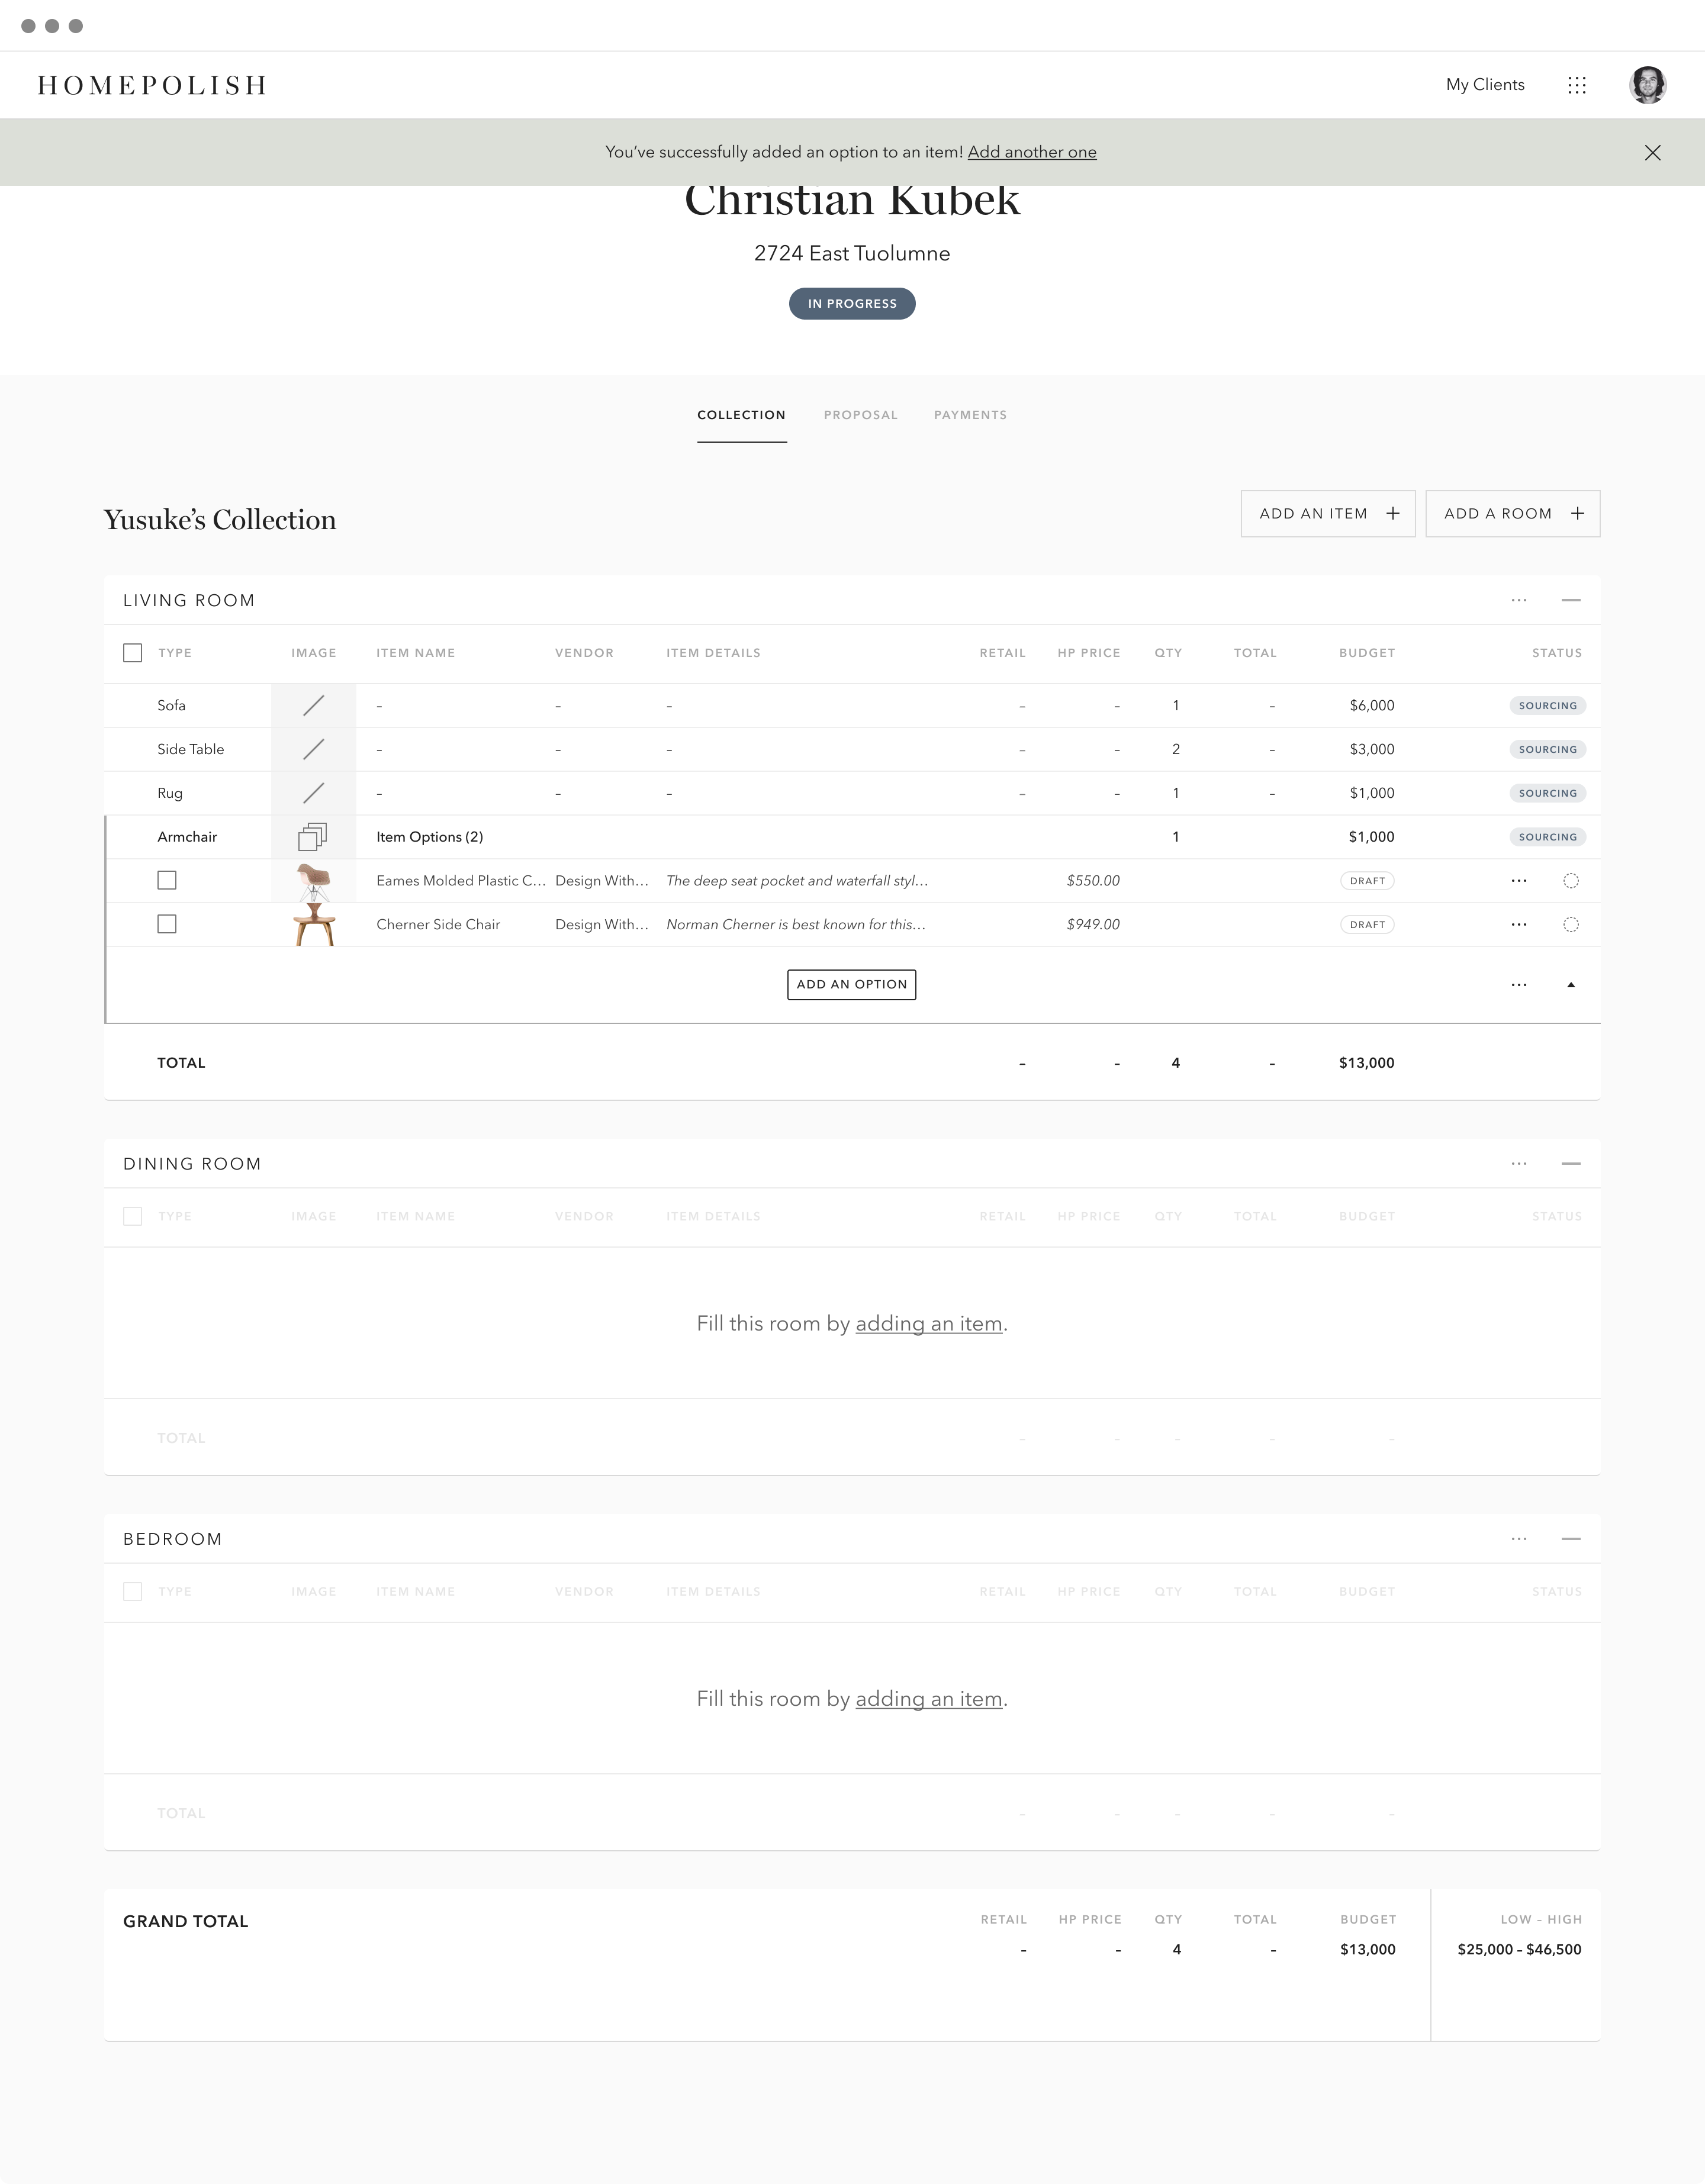 HOMEPOLISH
My Clients
You’ve successfully added an option to an item! Add another one
Christian Kubek
2724 East Tuolumne
IN PROGRESS
COLLECTION PROPOSAL PAYMENTS
Yusuke’s Collection
ADD AN ITEM +
ADD A ROOM +
LIVING ROOM
TYPE IMAGE ITEM NAME VENDOR ITEM DETAILS RETAIL HP PRICE QTY TOTAL BUDGET STATUS
Sofa – – – – – 1 – $6,000 SOURCING
Side Table – – – – – 2 – $3,000 SOURCING
Rug – – – – – 1 – $1,000 SOURCING
Armchair Item Options (2) 1 $1,000 SOURCING
Eames Molded Plastic C… Design With… The deep seat pocket and waterfall styl… $550.00 DRAFT
Cherner Side Chair Design With… Norman Cherner is best known for this… $949.00 DRAFT
ADD AN OPTION
TOTAL – – 4 – $13,000
DINING ROOM
TYPE IMAGE ITEM NAME VENDOR ITEM DETAILS RETAIL HP PRICE QTY TOTAL BUDGET STATUS
Fill this room by adding an item.
TOTAL – – – – –
BEDROOM
TYPE IMAGE ITEM NAME VENDOR ITEM DETAILS RETAIL HP PRICE QTY TOTAL BUDGET STATUS
Fill this room by adding an item.
TOTAL – – – – –
GRAND TOTAL RETAIL HP PRICE QTY TOTAL BUDGET LOW – HIGH
– – 4 – $13,000 $25,000 – $46,500